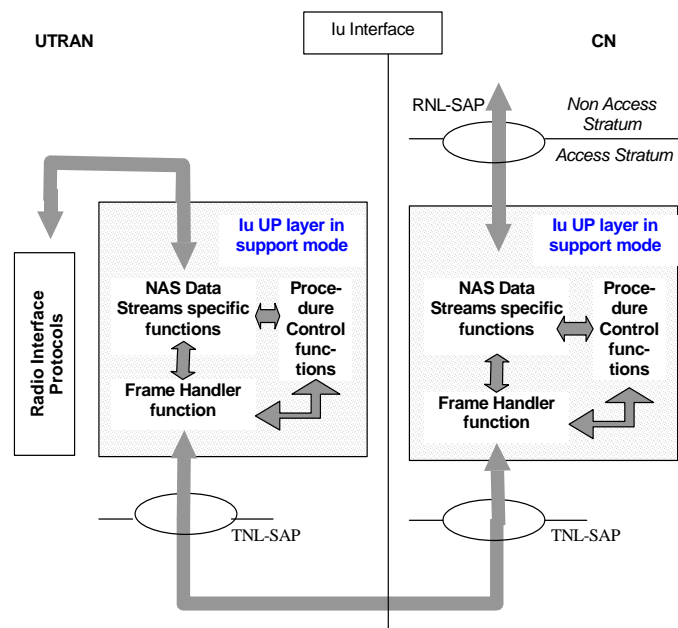 Iu Interface
UTRAN
CN
RNL-SAP
Non Access
Stratum
Access Stratum
Iu UP layer in
support mode
NAS Data
Streams specific
functions
Proce-
dure
Control
func-
tions
Frame Handler
function
Radio Interface
Protocols
TNL-SAP
Iu UP layer in
support mode
NAS Data
Streams specific
functions
Proce-
dure
Control
func-
tions
Frame Handler
function
TNL-SAP